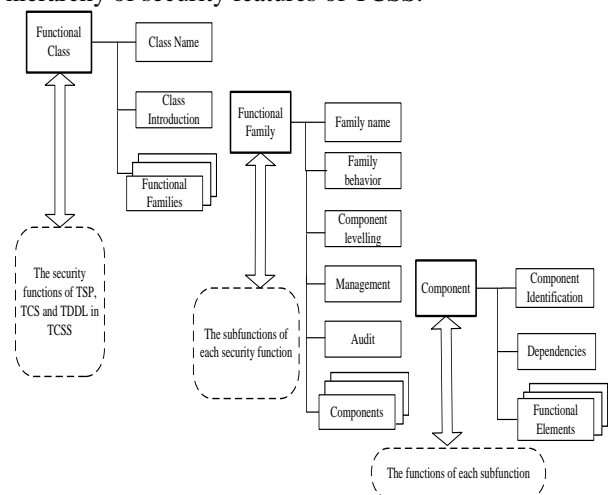 hierarchy of security features of TCSS.
Functional
Class
Class Name
Class
Introduction
Functional
Families
The security
functions of TSP,
TCS and TDDL in
TCSS
Functional
Family
Family name
Family
behavior
Component
levelling
Management
Audit
Components
The subfunctions of
each security function
Component
Component
Identification
Dependencies
Functional
Elements
The functions of each subfunction